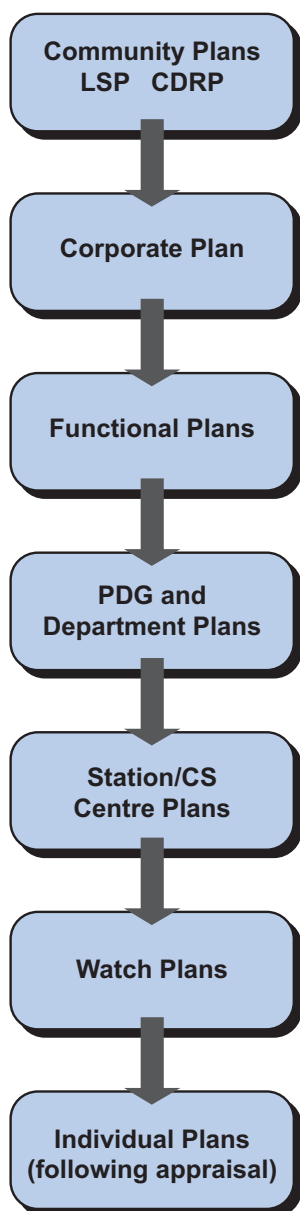 Community Plans
LSP CDRP
Corporate Plan
Functional Plans
PDG and
Department Plans
Station/CS
Centre Plans
Watch Plans
Individual Plans
(following appraisal)